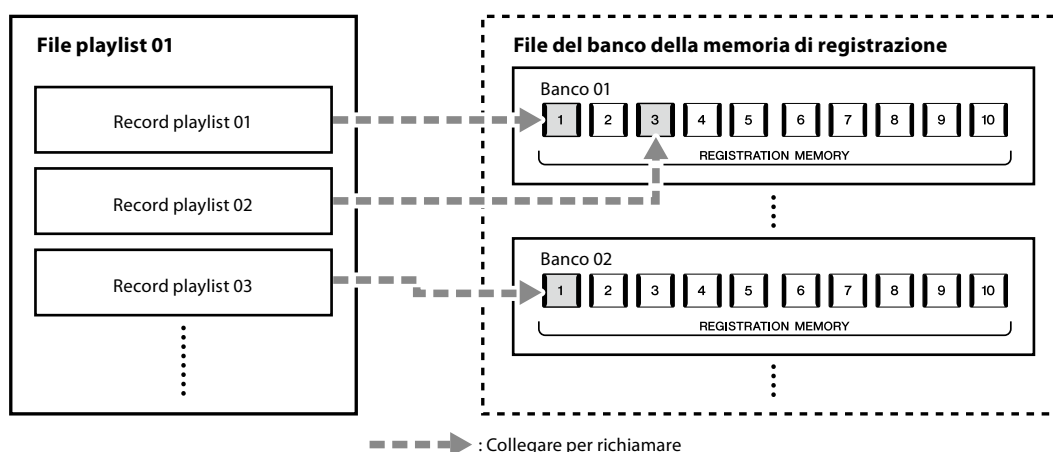 File playlist 01
Record playlist 01
Record playlist 02
Record playlist 03
File del banco della memoria di registrazione
Banco 01
1 2 3 4 5 6 7 8 9 10
REGISTRATION MEMORY
Banco 02
1 2 3 4 5 6 7 8 9 10
REGISTRATION MEMORY
: Collegare per richiamare